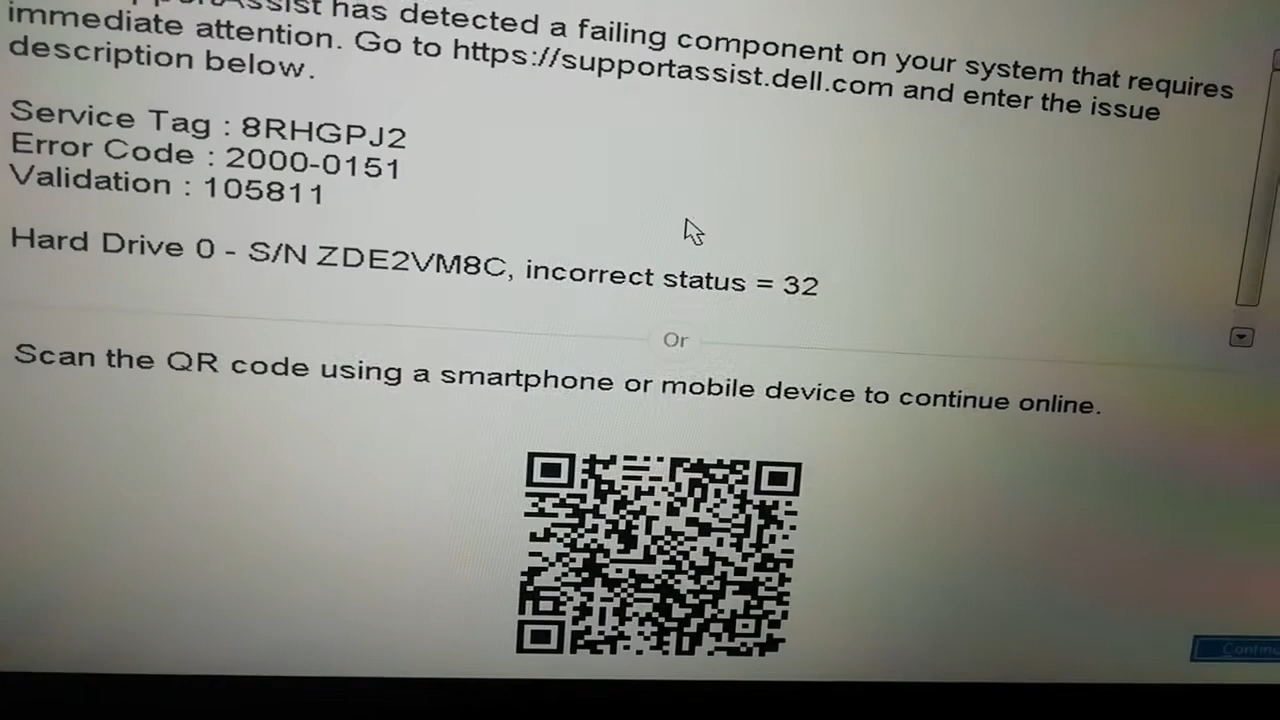 has detected a failing component on your system that requires
immediate attention. Go to https://supportassist.dell.com and enter the issue
description below.
Service Tag : 8RHGPJ2
Error Code : 2000-0151
Validation : 105811
Hard Drive 0 - S/N ZDE2VM8C, incorrect status = 32
Or
Scan the QR code using a smartphone or mobile device to continue online.